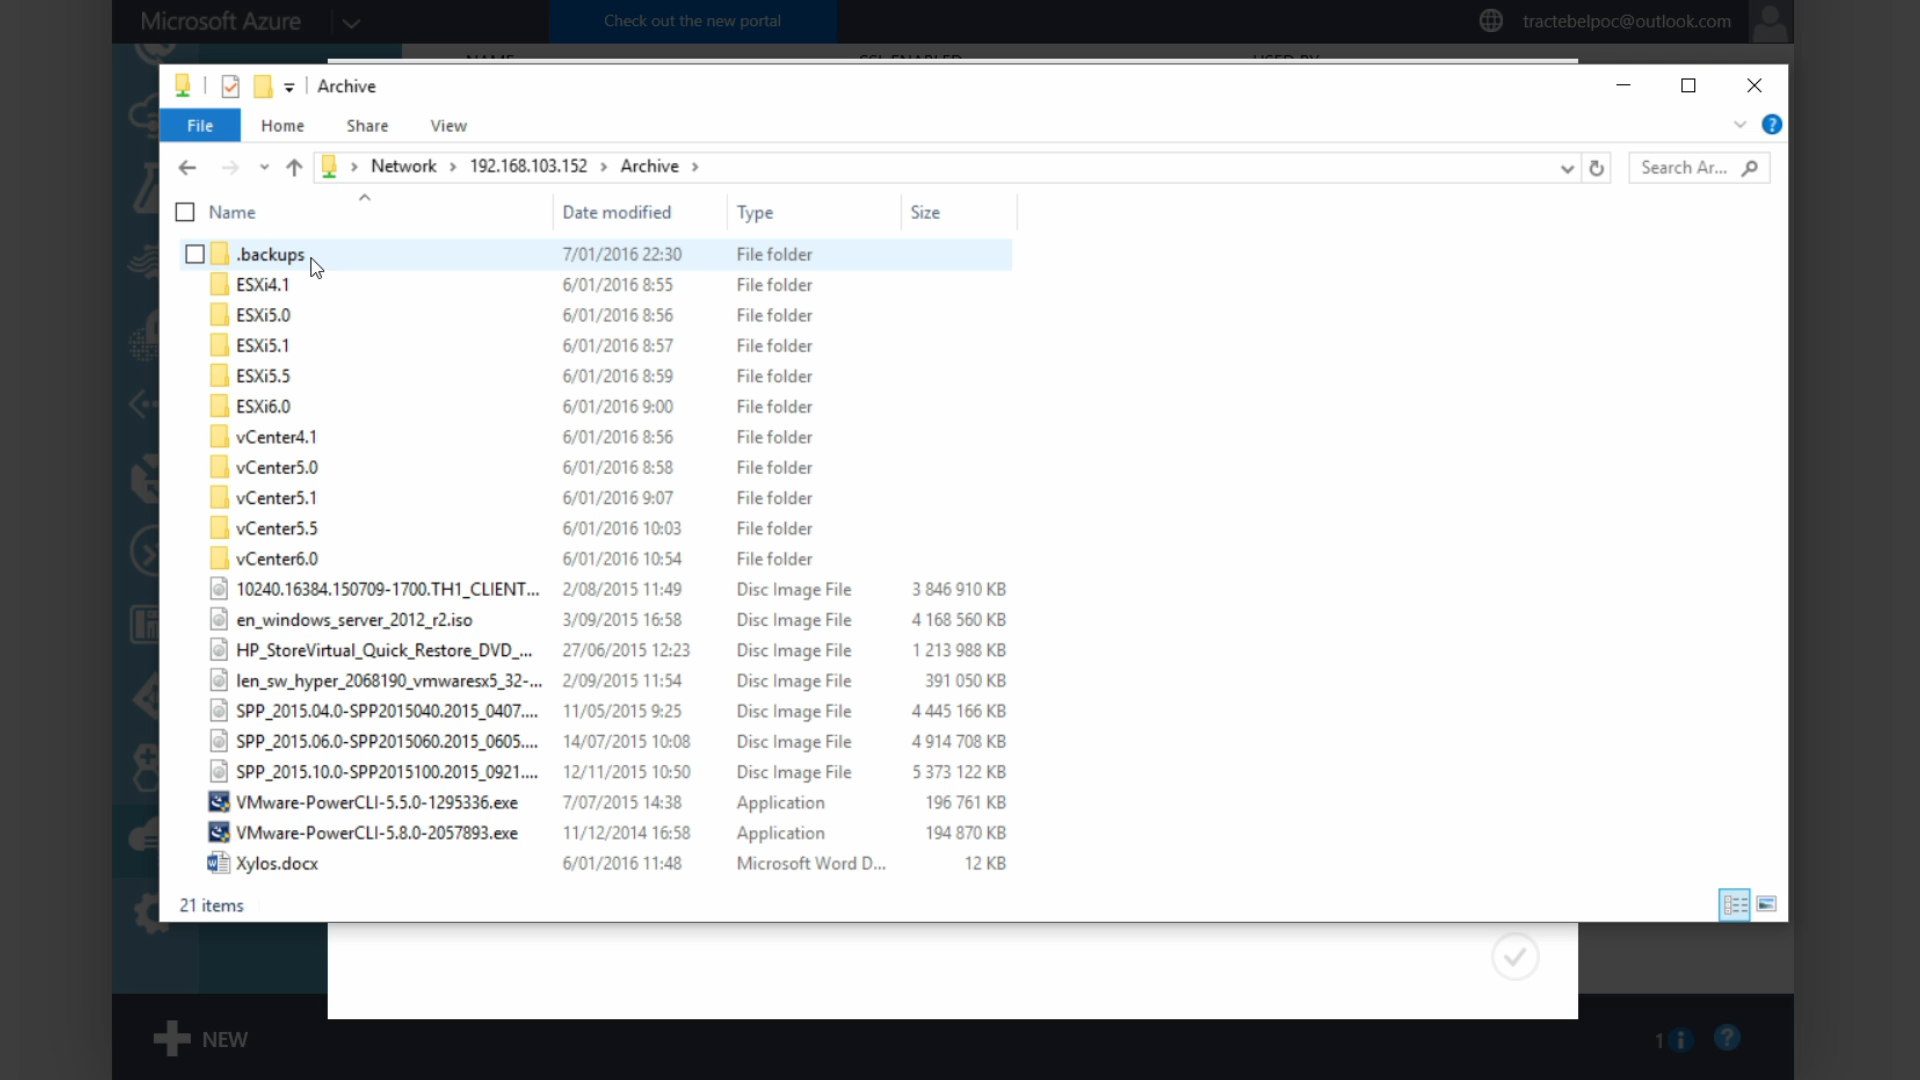 Microsoft Azure
Check out the new portal
tractebelpoc@outlook.com
Archive
File Home Share View
Network > 192.168.103.152 > Archive >
Search Ar...
Name Date modified Type Size
.backups 7/01/2016 22:30 File folder
ESXi4.1 6/01/2016 8:55 File folder
ESXi5.0 6/01/2016 8:56 File folder
ESXi5.1 6/01/2016 8:57 File folder
ESXi5.5 6/01/2016 8:59 File folder
ESXi6.0 6/01/2016 9:00 File folder
vCenter4.1 6/01/2016 8:56 File folder
vCenter5.0 6/01/2016 8:58 File folder
vCenter5.1 6/01/2016 9:07 File folder
vCenter5.5 6/01/2016 10:03 File folder
vCenter6.0 6/01/2016 10:54 File folder
10240.16384.150709-1700.TH1_CLIENT... 2/08/2015 11:49 Disc Image File 3 846 910 KB
en_windows_server_2012_r2.iso 3/09/2015 16:58 Disc Image File 4 168 560 KB
HP_StoreVirtual_Quick_Restore_DVD_... 27/06/2015 12:23 Disc Image File 1 213 988 KB
len_sw_hyper_2068190_vmwaresx5_32-... 2/09/2015 11:54 Disc Image File 391 050 KB
SPP_2015.04.0-SPP2015040.2015_0407.... 11/05/2015 9:25 Disc Image File 4 445 166 KB
SPP_2015.06.0-SPP2015060.2015_0605.... 14/07/2015 10:08 Disc Image File 4 914 708 KB
SPP_2015.10.0-SPP2015100.2015_0921.... 12/11/2015 10:50 Disc Image File 5 373 122 KB
VMware-PowerCLI-5.5.0-1295336.exe 7/07/2015 14:38 Application 196 761 KB
VMware-PowerCLI-5.8.0-2057893.exe 11/12/2014 16:58 Application 194 870 KB
Xylos.docx 6/01/2016 11:48 Microsoft Word D... 12 KB
21 items
NEW
1